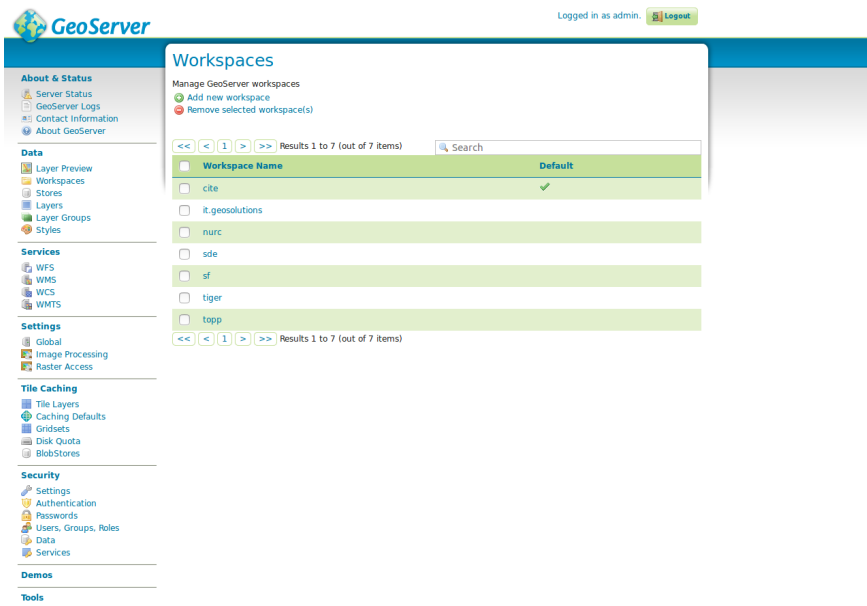 GeoServer
Logged in as admin. Logout
About & Status
Server Status
GeoServer Logs
Contact Information
About GeoServer
Data
Layer Preview
Workspaces
Stores
Layers
Layer Groups
Styles
Services
WFS
WMS
WCS
WMTS
Settings
Global
Image Processing
Raster Access
Tile Caching
Tile Layers
Caching Defaults
Gridsets
Disk Quota
BlobStores
Security
Settings
Authentication
Passwords
Users, Groups, Roles
Data
Services
Demos
Tools
Workspaces
Manage GeoServer workspaces
Add new workspace
Remove selected workspace(s)
<< < 1 > >> Results 1 to 7 (out of 7 items) Search
Workspace Name Default
cite
it.geosolutions
nurc
sde
sf
tiger
topp
<< < 1 > >> Results 1 to 7 (out of 7 items)